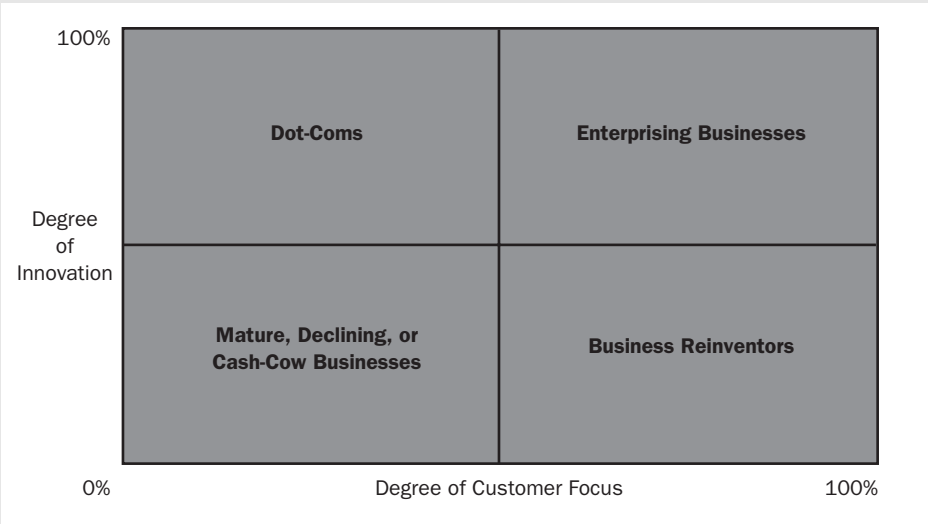 100%
Dot-Coms
Enterprising Businesses
Degree
of
Innovation
Mature, Declining, or
Cash-Cow Businesses
Business Reinventors
0%
Degree of Customer Focus
100%